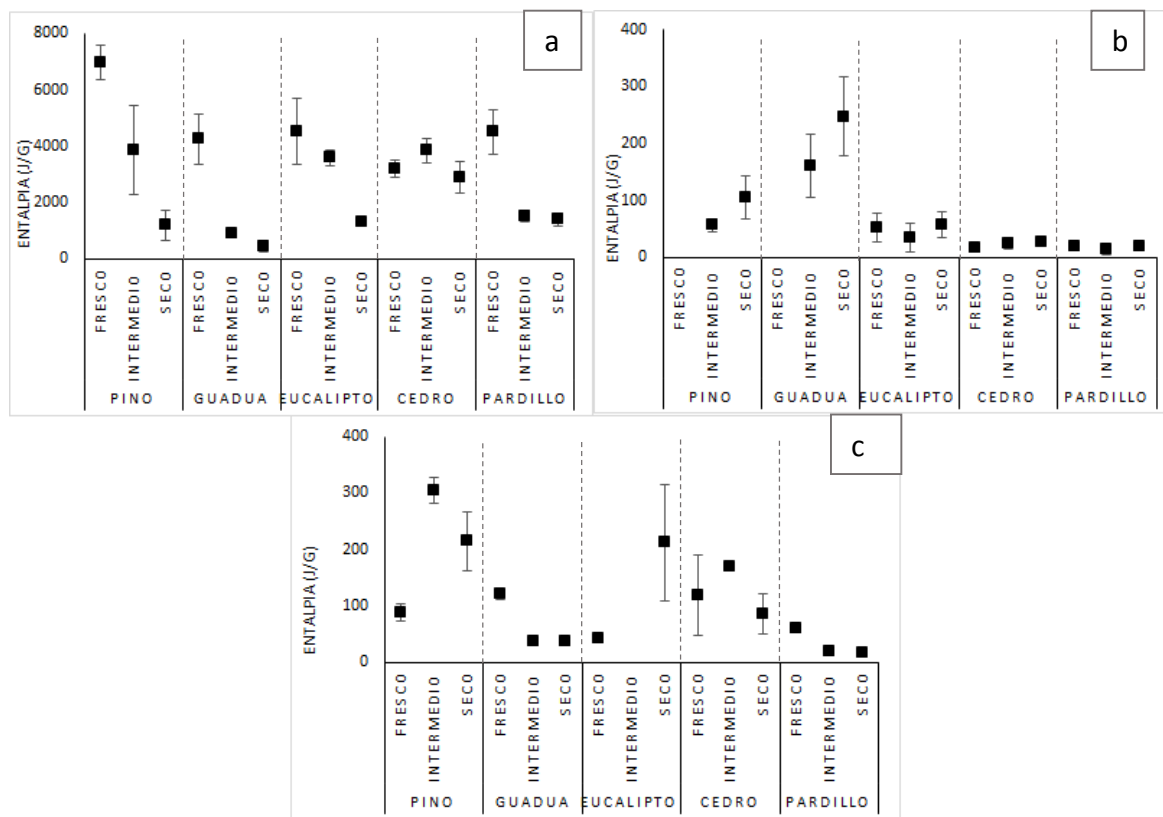 a
ENTALPIA (J/G)
8000
6000
4000
2000
0
FRESCO INTERMEDIO SECO FRESCO INTERMEDIO SECO FRESCO INTERMEDIO SECO FRESCO INTERMEDIO SECO FRESCO INTERMEDIO SECO
PINO GUADUA EUCALIPTO CEDRO PARDILLO
b
ENTALPIA (J/G)
400
300
200
100
0
FRESCO INTERMEDIO SECO FRESCO INTERMEDIO SECO FRESCO INTERMEDIO SECO FRESCO INTERMEDIO SECO FRESCO INTERMEDIO SECO
PINO GUADUA EUCALIPTO CEDRO PARDILLO
c
ENTALPIA (J/G)
400
300
200
100
0
FRESCO INTERMEDIO SECO FRESCO INTERMEDIO SECO FRESCO INTERMEDIO SECO FRESCO INTERMEDIO SECO FRESCO INTERMEDIO SECO
PINO GUADUA EUCALIPTO CEDRO PARDILLO